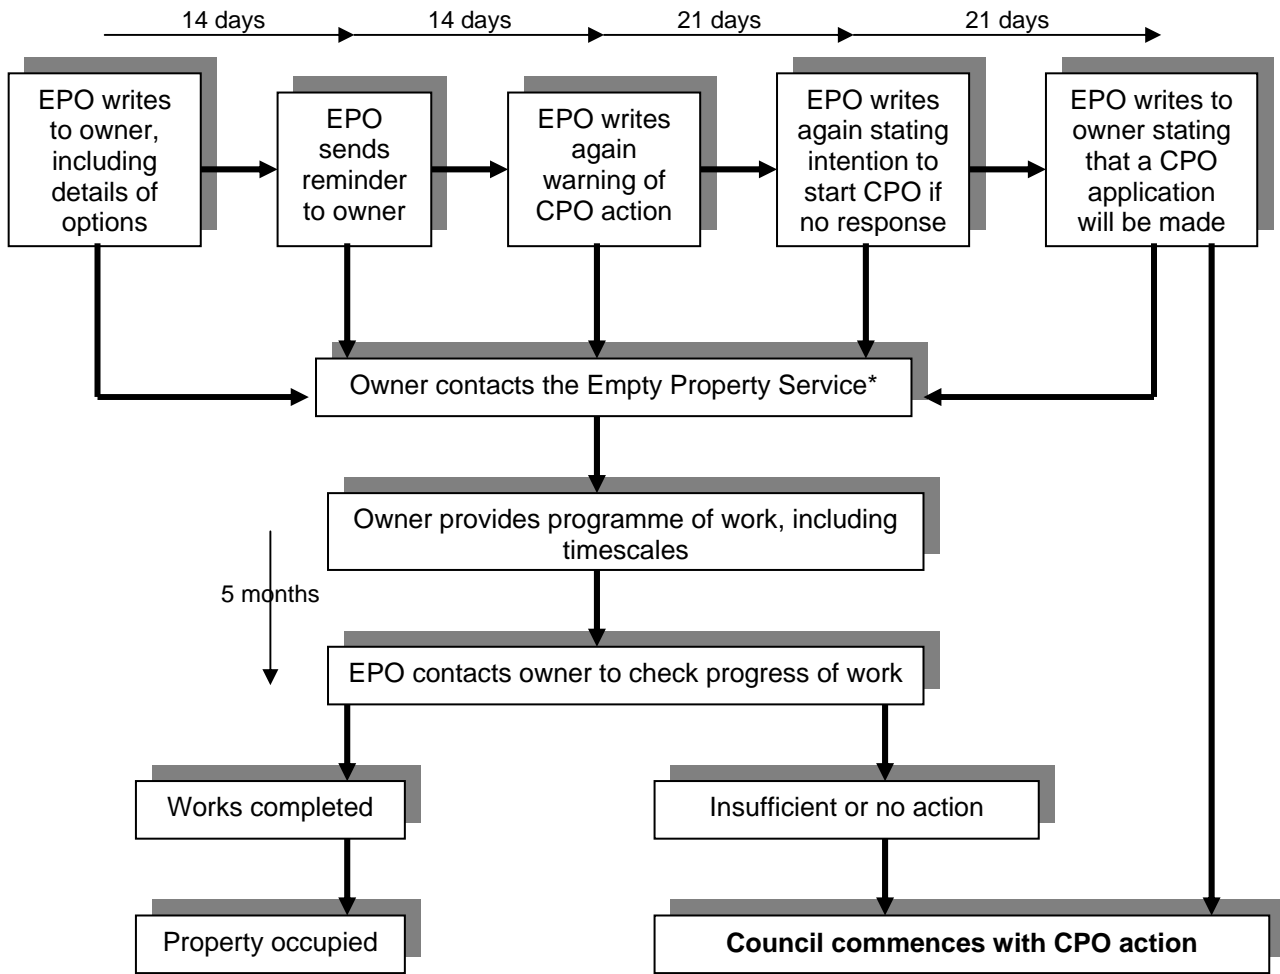 14 days
14 days
21 days
21 days
EPO writes
to owner,
including
details of
options
EPO
sends
reminder
to owner
EPO writes
again
warning of
CPO action
EPO writes
again stating
intention to
start CPO if
no response
EPO writes to
owner stating
that a CPO
application
will be made
Owner contacts the Empty Property Service*
Owner provides programme of work, including
timescales
5 months
EPO contacts owner to check progress of work
Works completed
Insufficient or no action
Property occupied
Council commences with CPO action